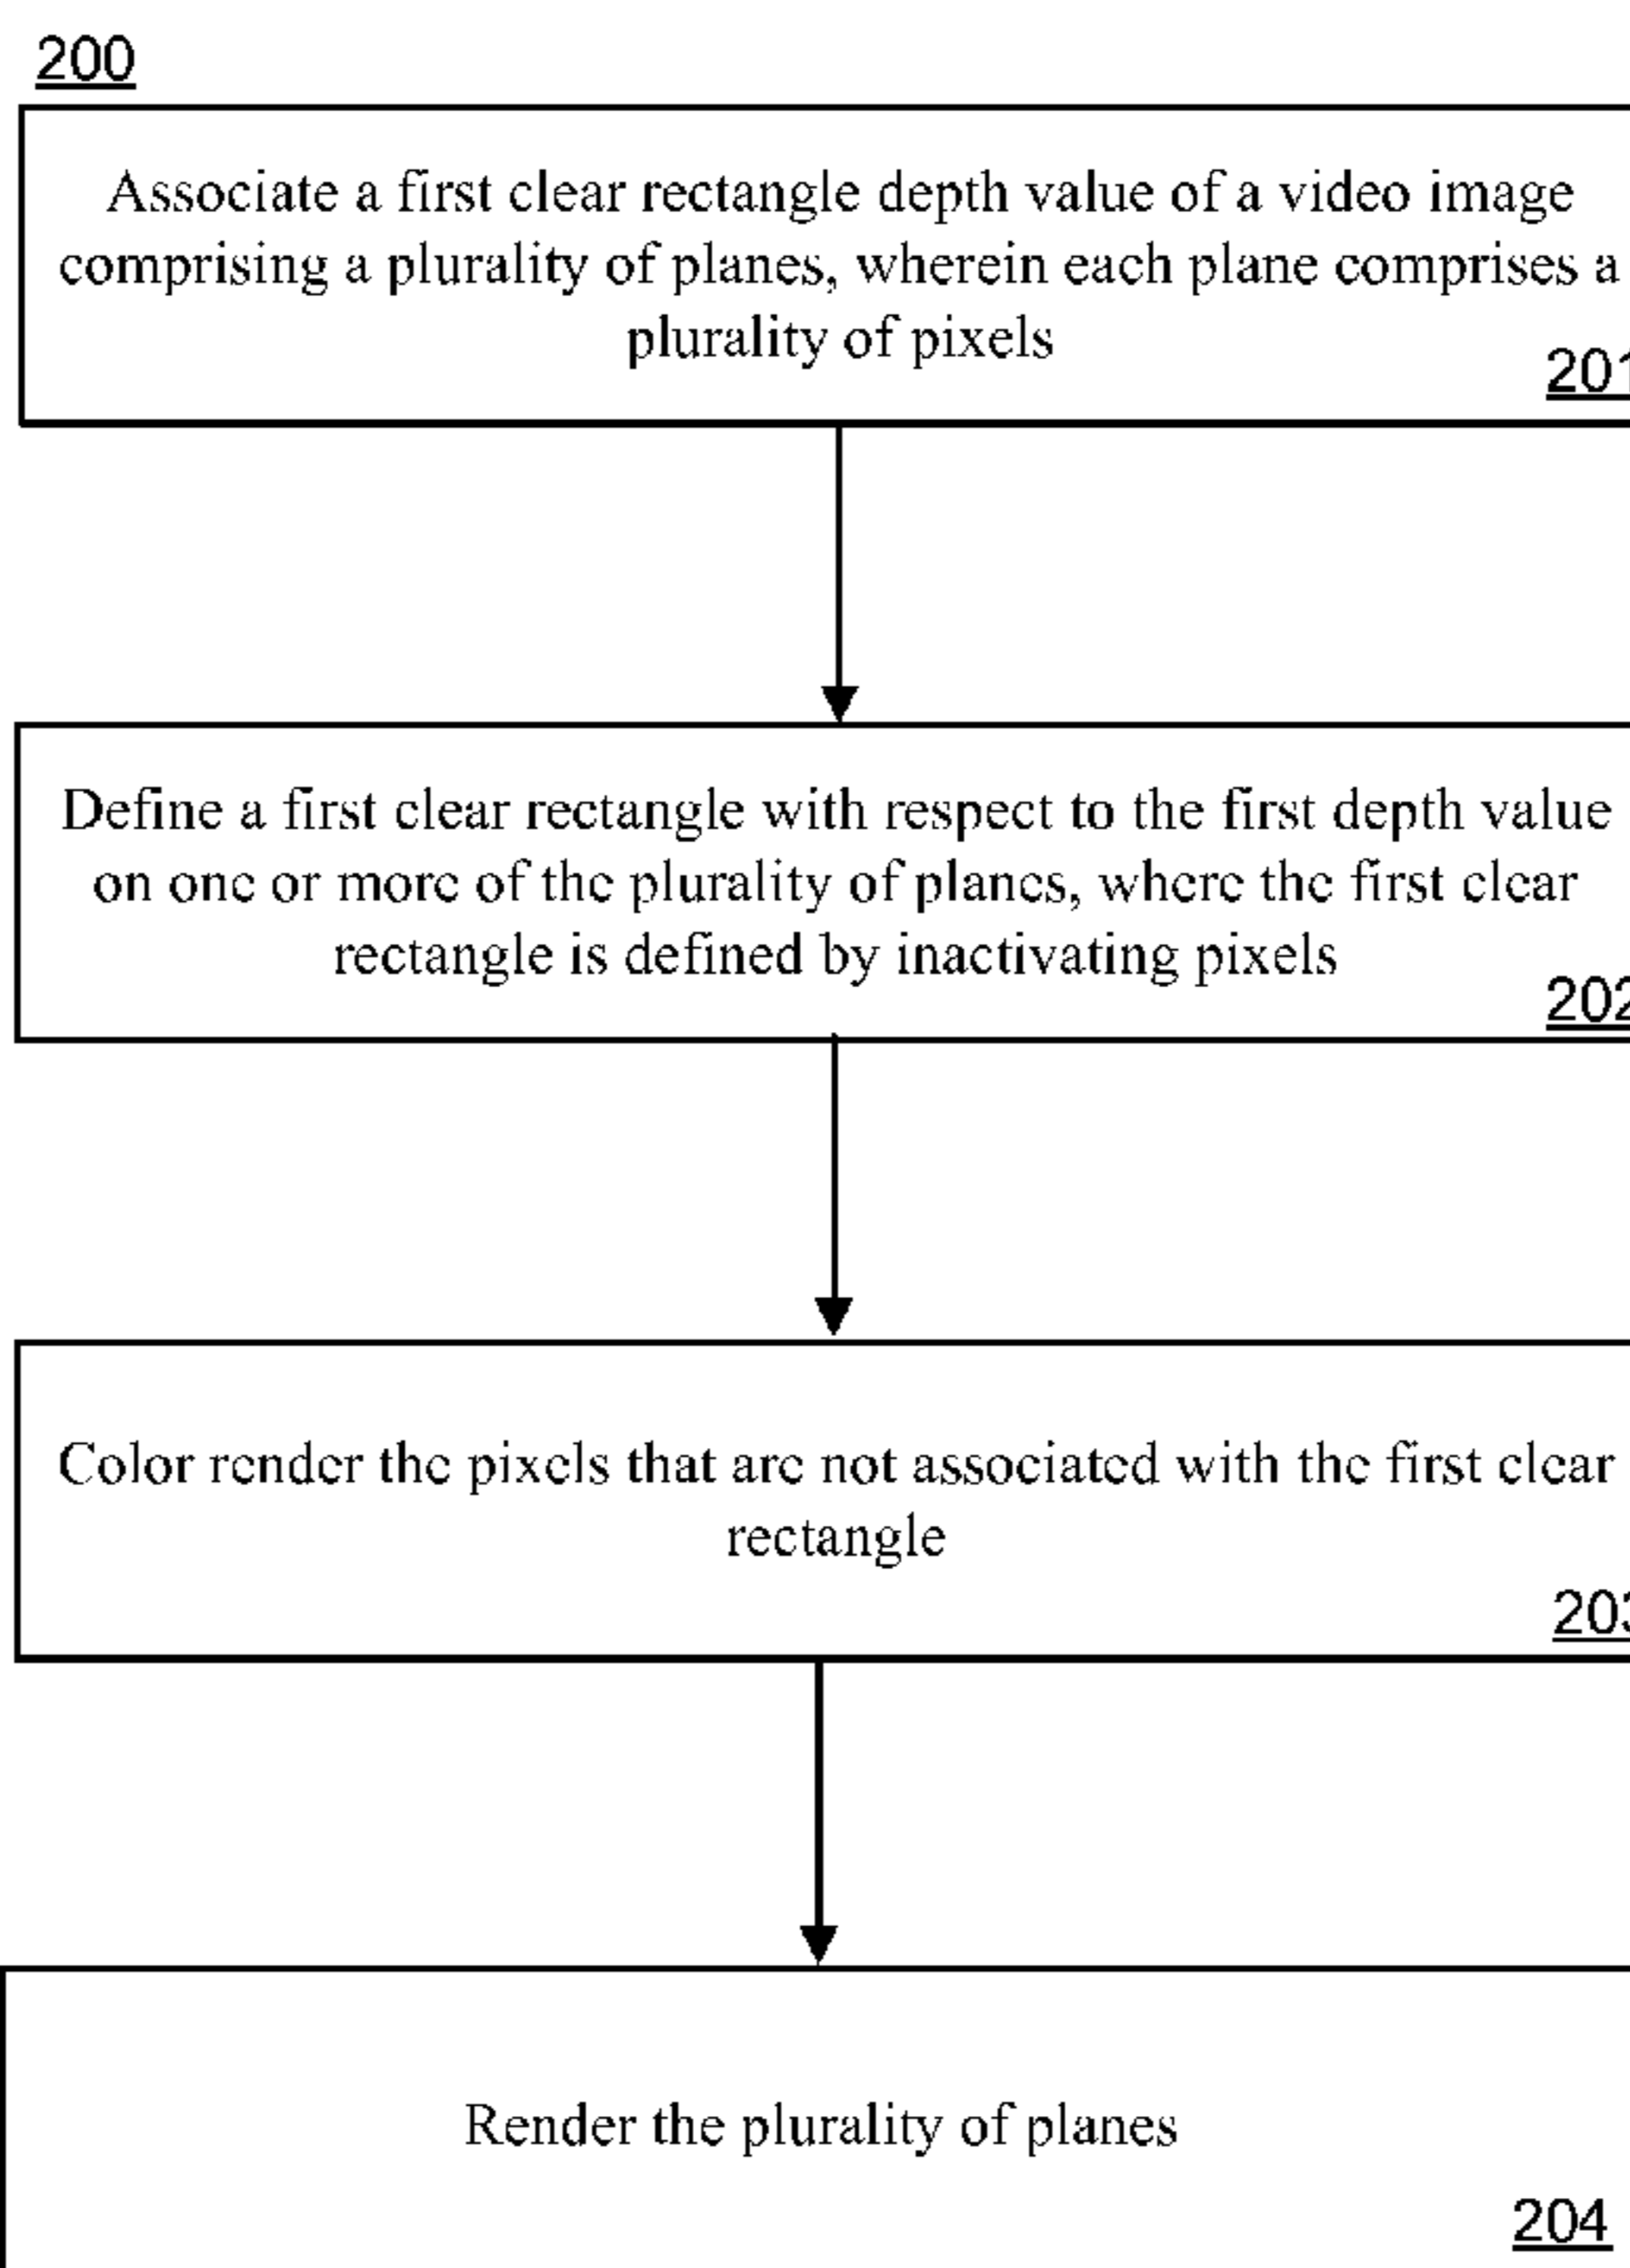 200
Associate a first clear rectangle depth value of a video image
comprising a plurality of planes, wherein each plane comprises a
plurality of pixels
201
Define a first clear rectangle with respect to the first depth value
on one or more of the plurality of planes, where the first clear
rectangle is defined by inactivating pixels
202
Color render the pixels that are not associated with the first clear
rectangle
203
Render the plurality of planes
204